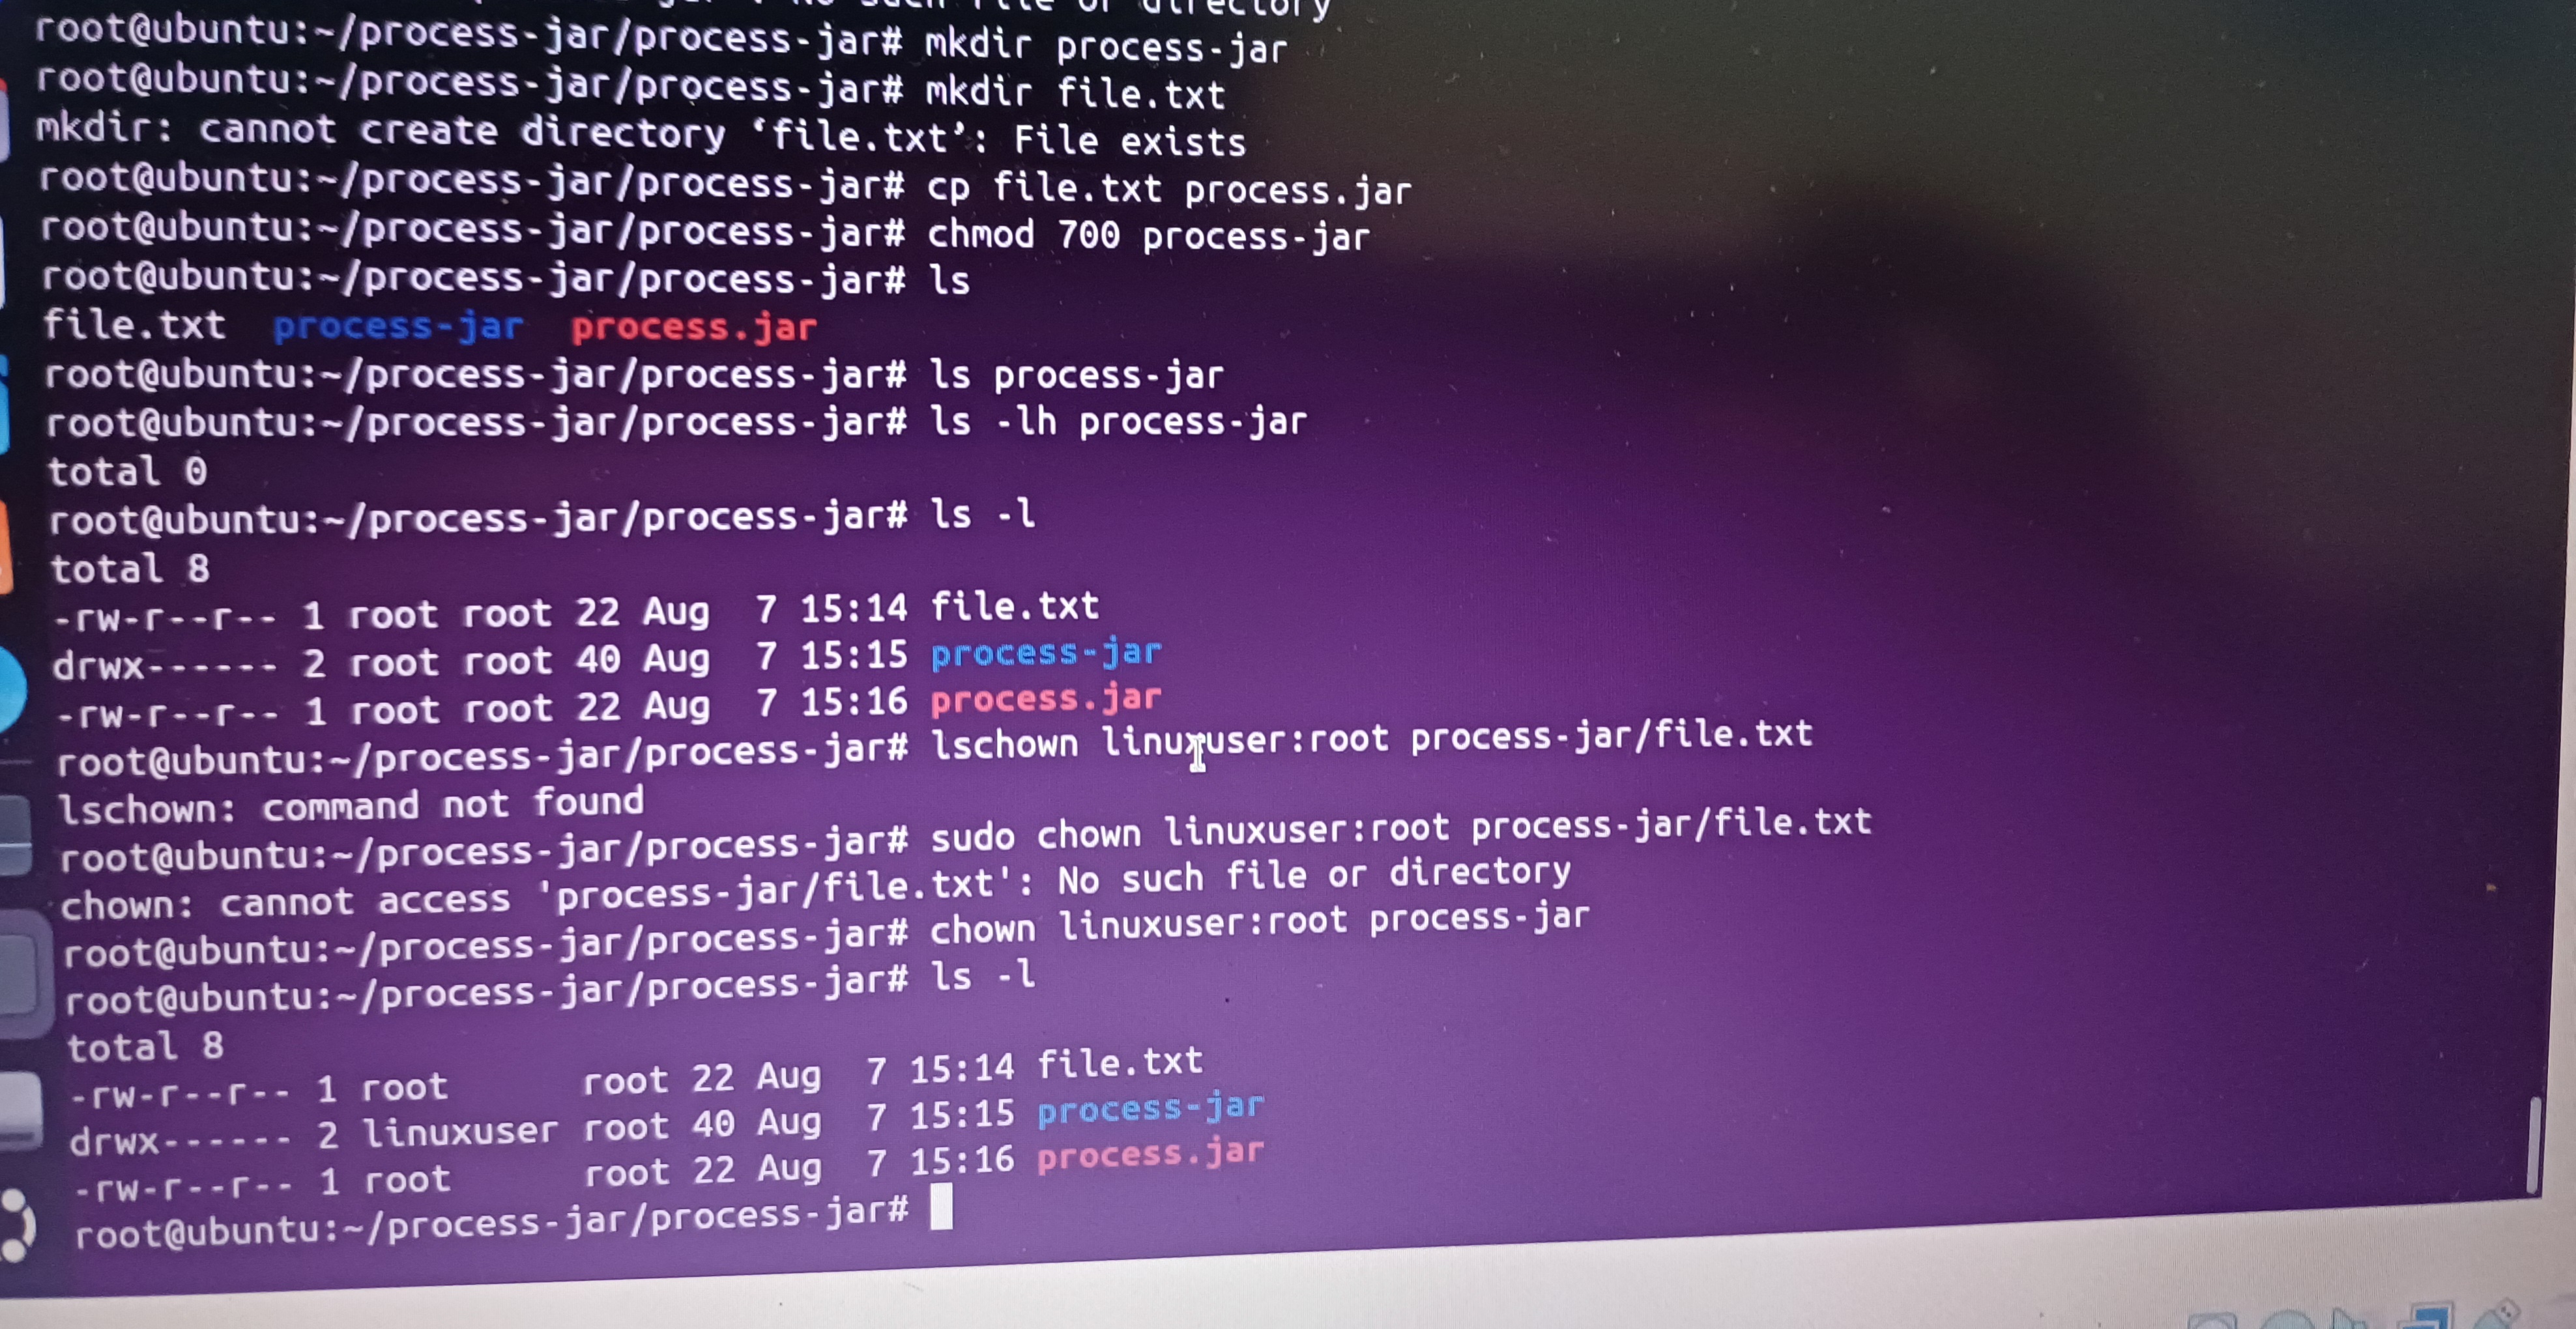 No such file or directory
root@ubuntu:~/process-jar/process-jar# mkdir process-jar
root@ubuntu:~/process-jar/process-jar# mkdir file.txt
mkdir: cannot create directory ‘file.txt’: File exists
root@ubuntu:~/process-jar/process-jar# cp file.txt process.jar
root@ubuntu:~/process-jar/process-jar# chmod 700 process-jar
root@ubuntu:~/process-jar/process-jar# ls
file.txt  process-jar  process.jar
root@ubuntu:~/process-jar/process-jar# ls process-jar
root@ubuntu:~/process-jar/process-jar# ls -lh process-jar
total 0
root@ubuntu:~/process-jar/process-jar# ls -l
total 8
-rw-r--r-- 1 root root 22 Aug  7 15:14 file.txt
drwx------ 2 root root 40 Aug  7 15:15 process-jar
-rw-r--r-- 1 root root 22 Aug  7 15:16 process.jar
root@ubuntu:~/process-jar/process-jar# lschown linuxuser:root process-jar/file.txt
lschown: command not found
root@ubuntu:~/process-jar/process-jar# sudo chown linuxuser:root process-jar/file.txt
chown: cannot access 'process-jar/file.txt': No such file or directory
root@ubuntu:~/process-jar/process-jar# chown linuxuser:root process-jar
root@ubuntu:~/process-jar/process-jar# ls -l
total 8
-rw-r--r-- 1 root      root 22 Aug  7 15:14 file.txt
drwx------ 2 linuxuser root 40 Aug  7 15:15 process-jar
-rw-r--r-- 1 root      root 22 Aug  7 15:16 process.jar
root@ubuntu:~/process-jar/process-jar#